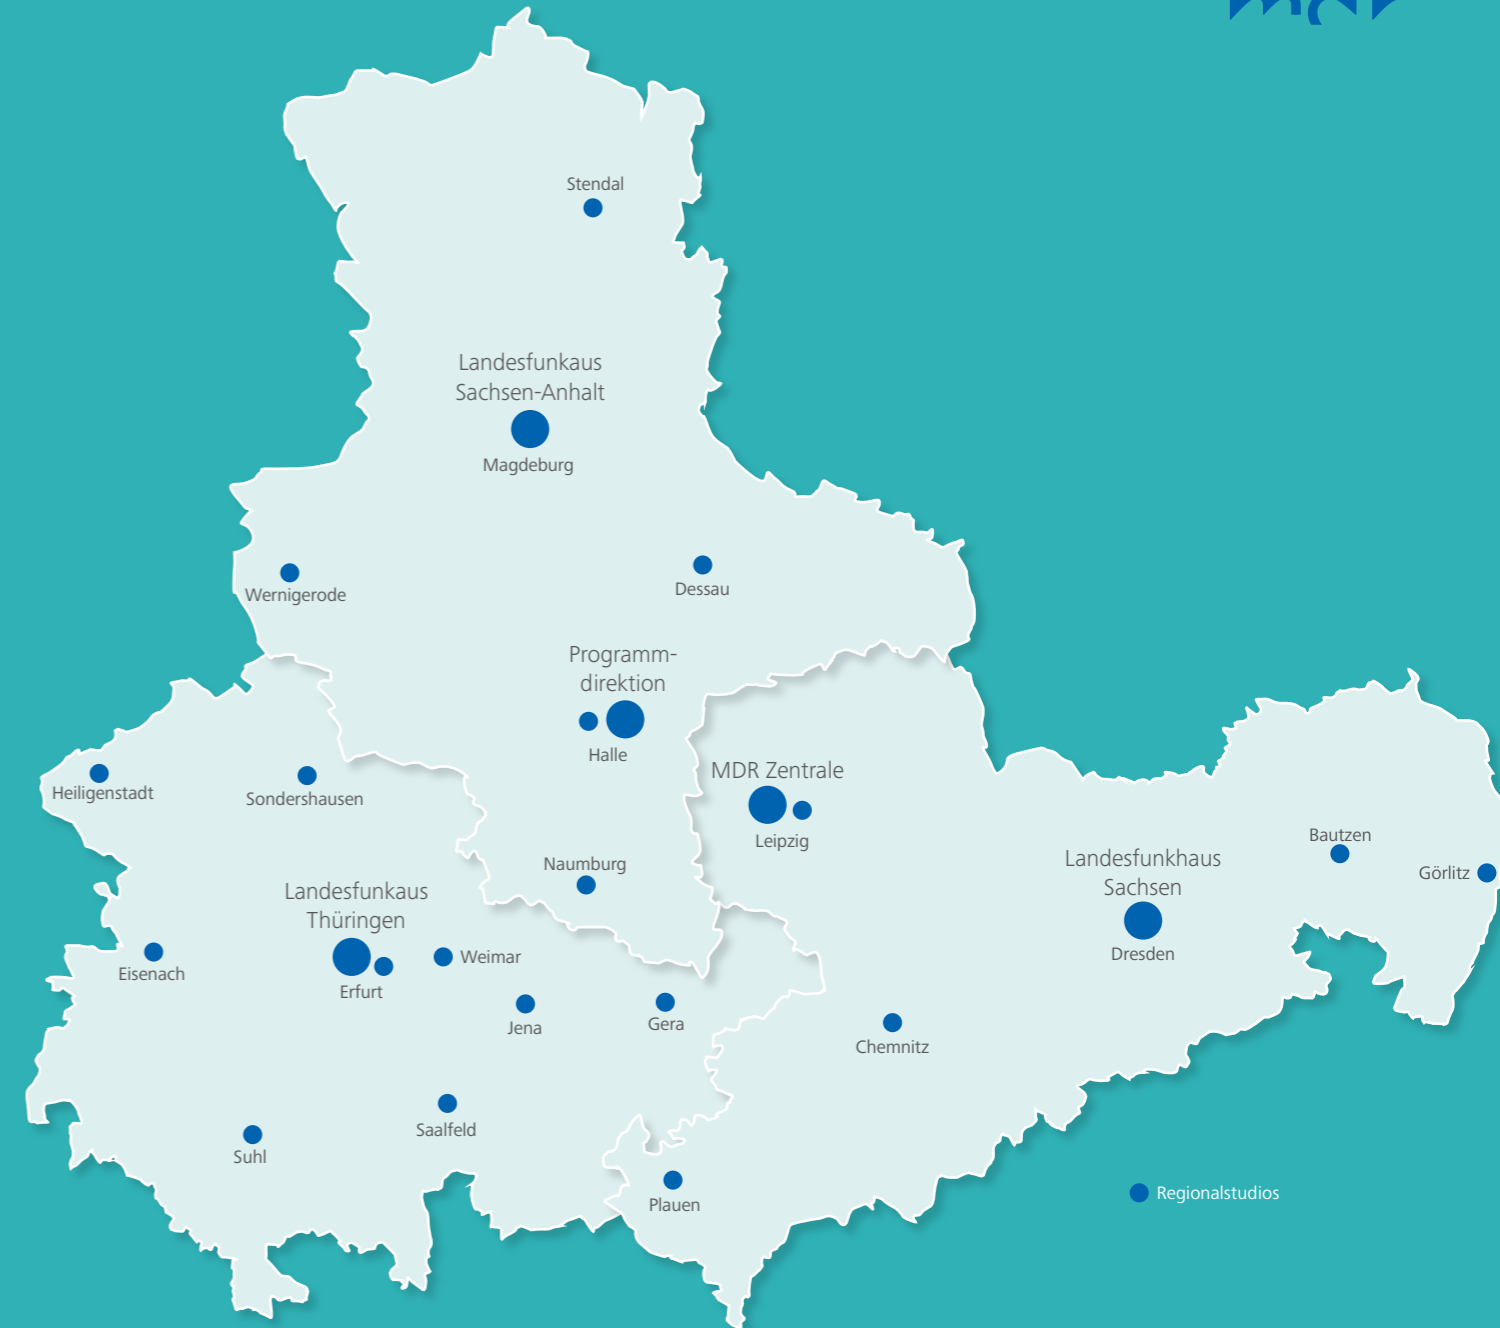 Stendal
Landesfunkaus
Sachsen-Anhalt
Magdeburg
Wernigerode
Dessau
Programm-
direktion
Halle
MDR Zentrale
Leipzig
Heiligenstadt
Sondershausen
Naumburg
Landesfunkaus
Thüringen
Erfurt
Weimar
Eisenach
Jena
Gera
Saalfeld
Suhl
Landesfunkhaus
Sachsen
Dresden
Bautzen
Görlitz
Chemnitz
Plauen
Regionalstudios